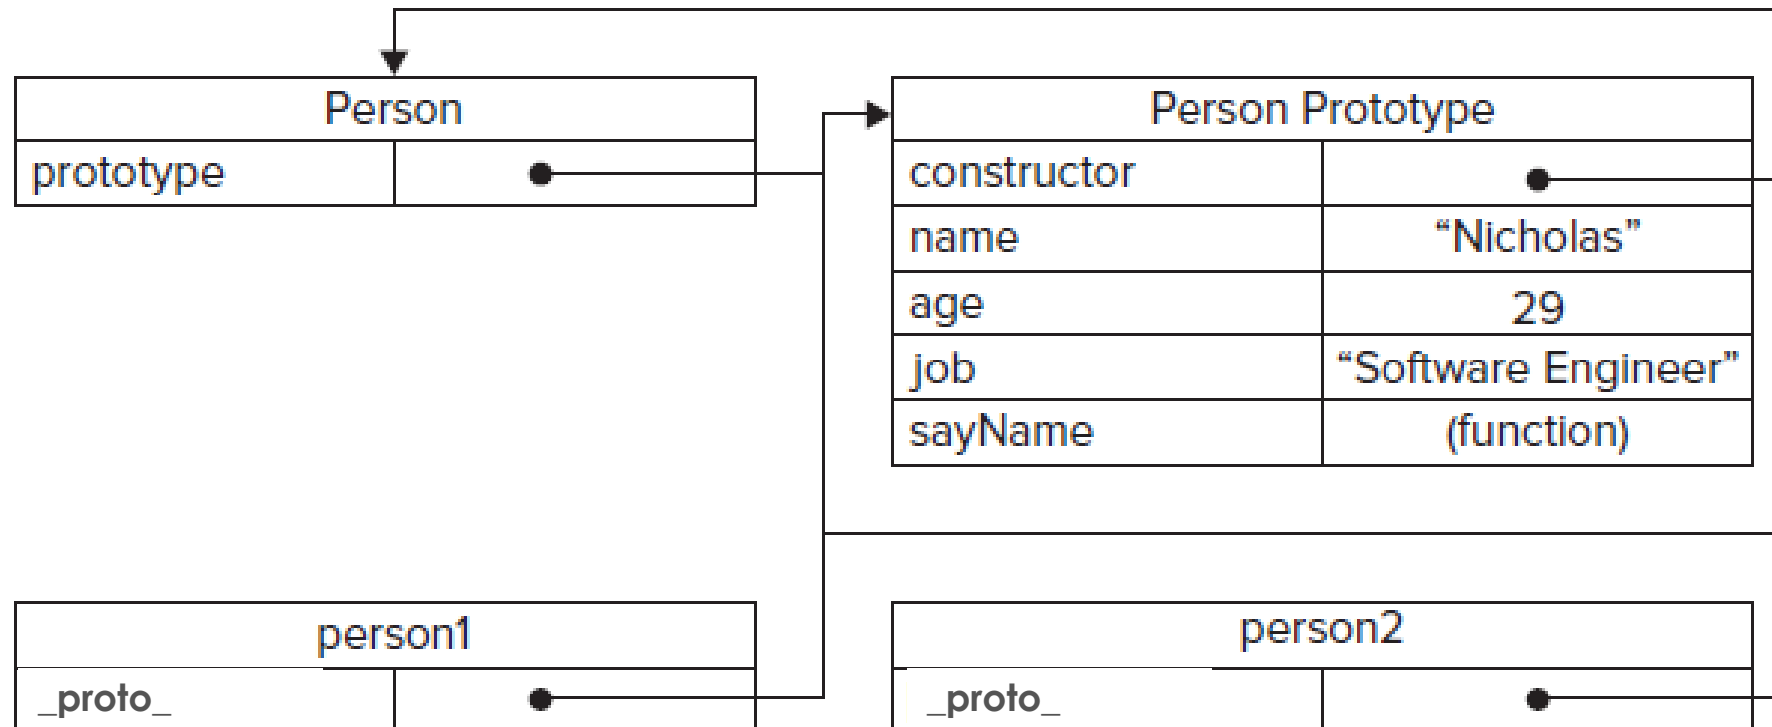 Person
prototype
Person Prototype
constructor
name “Nicholas”
age 29
job “Software Engineer”
sayName (function)
person1
_proto_
person2
_proto_